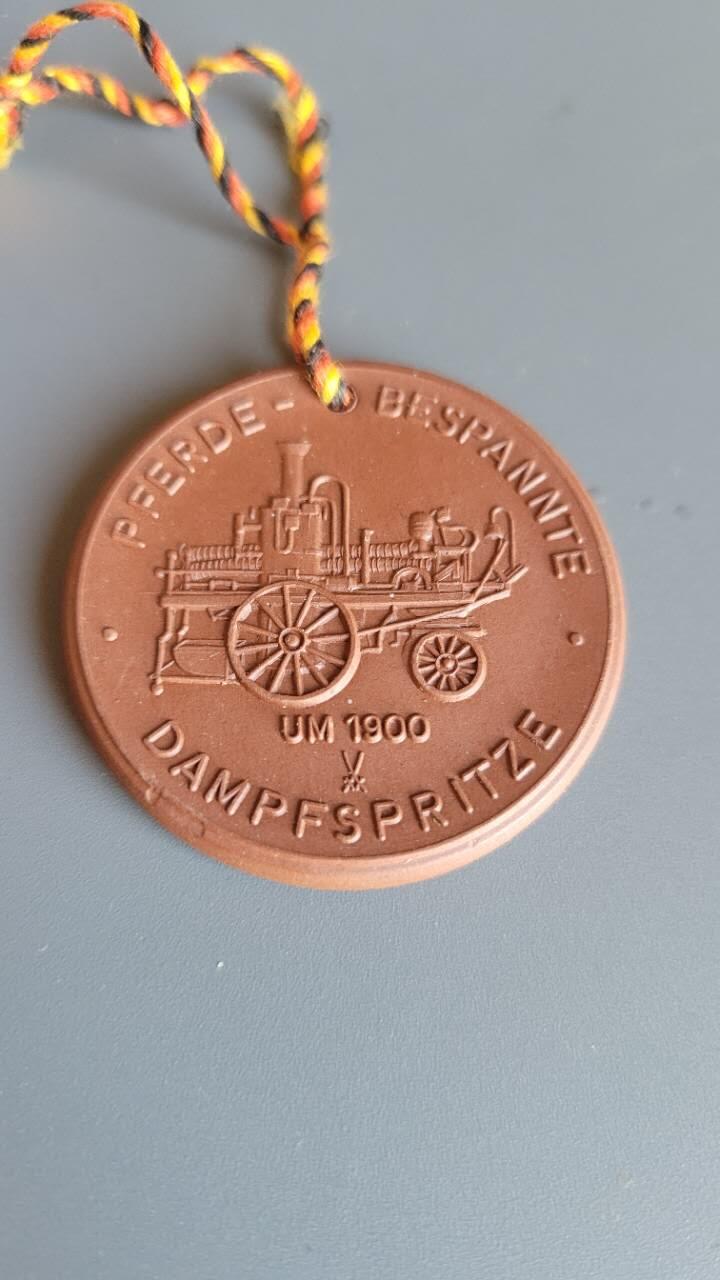 PFERDE- BESPANNTE
UM 1900
DAMPFSPRITZE